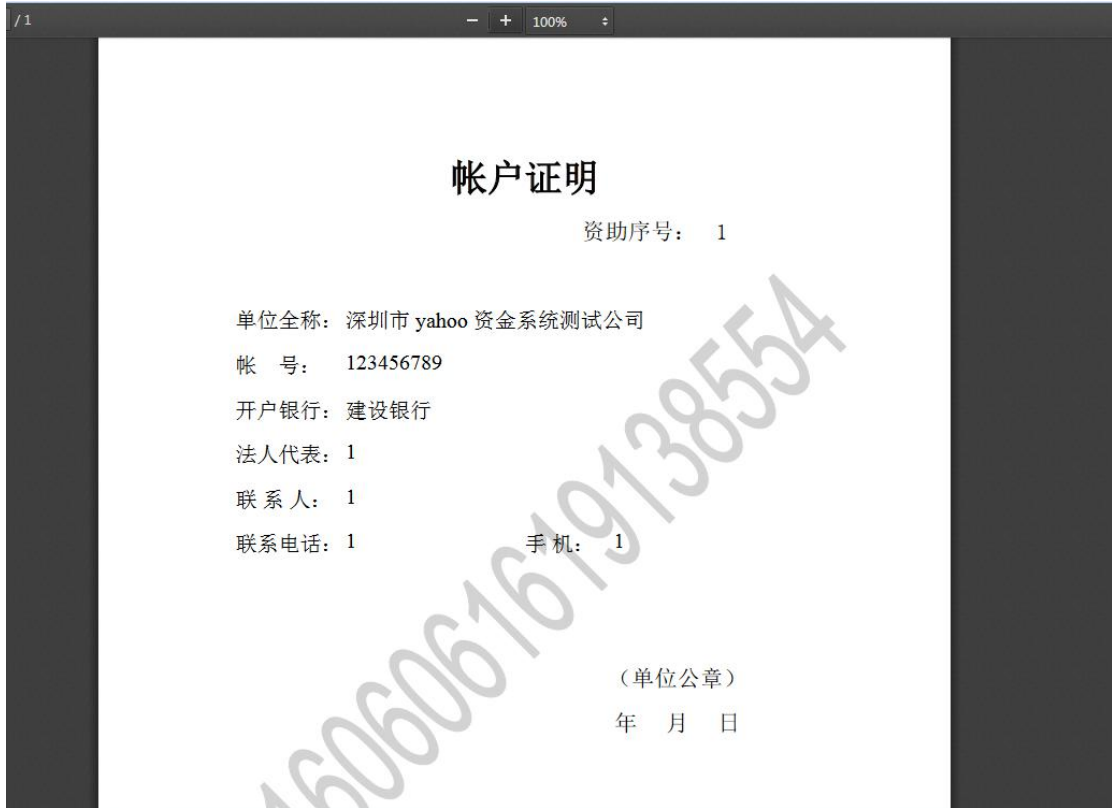 /1
− + 100%
帐户证明
资助序号： 1
单位全称：深圳市 yahoo 资金系统测试公司
帐 号： 123456789
开户银行：建设银行
法人代表：1
联 系 人： 1
联系电话：1 手 机： 1
（单位公章）
年 月 日
1606061619138554